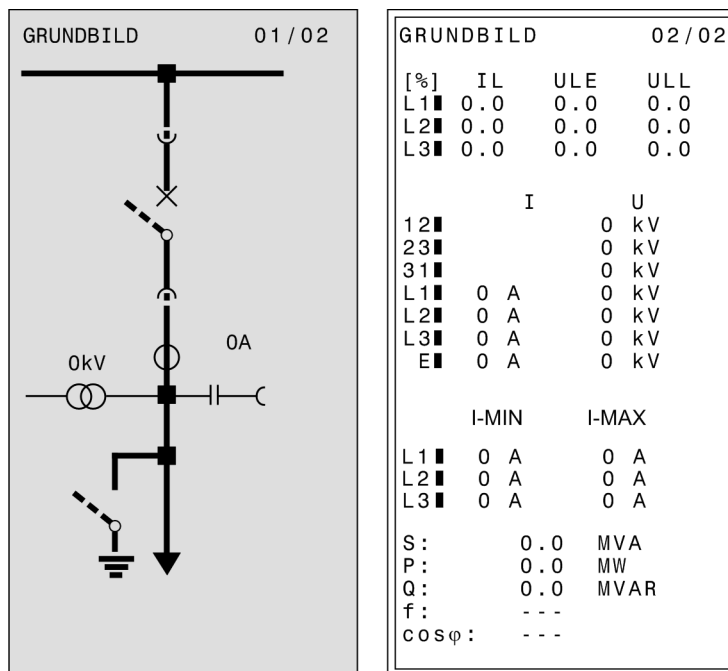 GRUNDBILD 01/02
0A
0kV
GRUNDBILD 02/02
[%] IL ULE ULL
L1 0.0 0.0 0.0
L2 0.0 0.0 0.0
L3 0.0 0.0 0.0
I U
12 0 kV
23 0 kV
31 0 kV
L1 0 A 0 kV
L2 0 A 0 kV
L3 0 A 0 kV
E 0 A 0 kV
I-MIN I-MAX
L1 0 A 0 A
L2 0 A 0 A
L3 0 A 0 A
S: 0.0 MVA
P: 0.0 MW
Q: 0.0 MVAR
f: ---
cosφ: ---